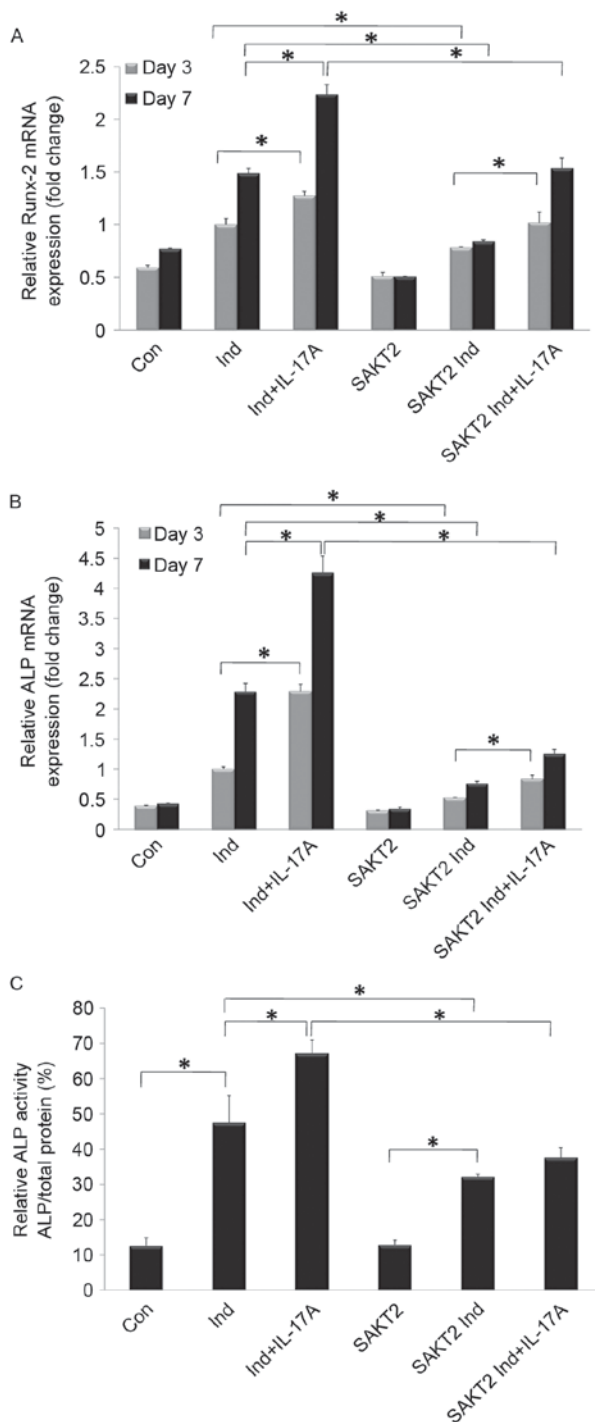 A
*
*
*
*
*
*
Day 3
Day 7
Relative Runx-2 mRNA
expression (fold change)
2.5
2
1.5
1
0.5
0
Con
Ind
Ind+IL-17A
SAKT2
SAKT2 Ind
SAKT2 Ind+IL-17A
B
*
*
*
*
*
*
Day 3
Day 7
Relative ALP mRNA
expression (fold change)
5
4.5
4
3.5
3
2.5
2
1.5
1
0.5
0
Con
Ind
Ind+IL-17A
SAKT2
SAKT2 Ind
SAKT2 Ind+IL-17A
C
*
*
*
*
*
Relative ALP activity
ALP/total protein (%)
80
70
60
50
40
30
20
10
0
Con
Ind
Ind+IL-17A
SAKT2
SAKT2 Ind
SAKT2 Ind+IL-17A